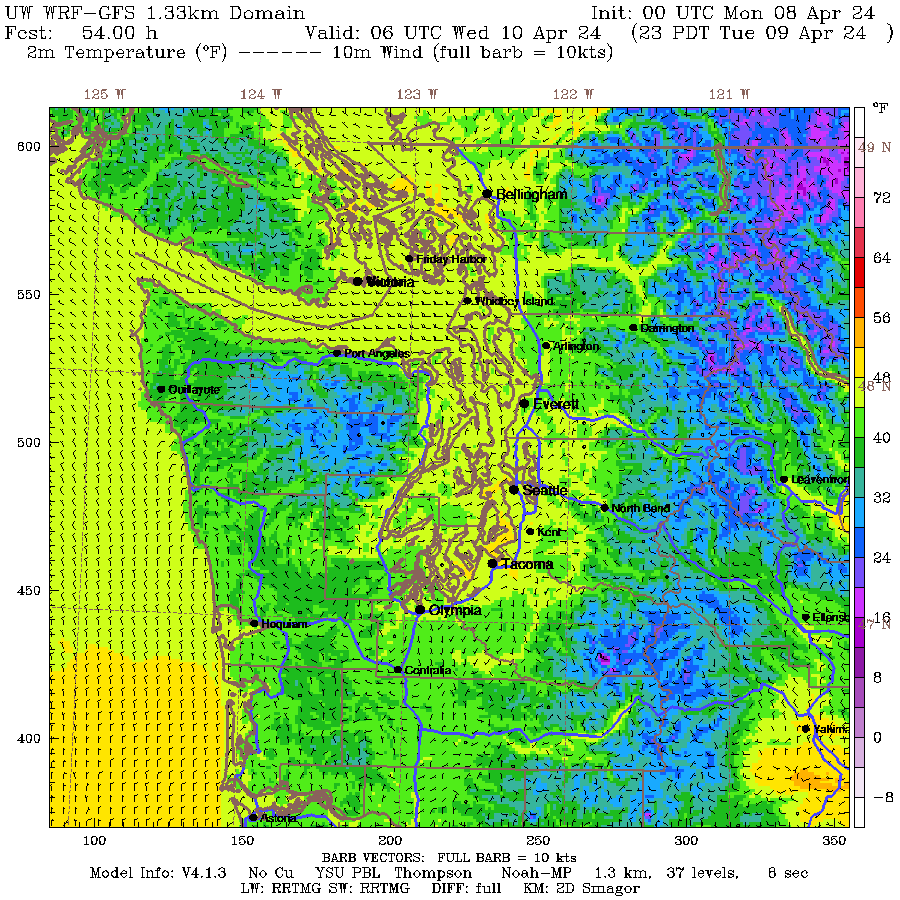 UW WRF-GFS 1.33km Domain Init: 00 UTC Mon 08 Apr 24
Fcst: 54.00 h Valid: 06 UTC Wed 10 Apr 24 (23 PDT Tue 09 Apr 24 )
2m Temperature (°F) ------ 10m Wind (full barb = 10kts)
125 W 124 W 123 W 122 W 121 W
°F
600
49 N
Bellingham
72
Friday Harbor
64
Victoria
550
Whidbey Island
56
Darrington
Arlington
Port Angeles
48
48 N
Quillayute
Everett
500
40
Leavenwor
Seattle
32
North Bend
Kent
24
Tacoma
450
Olympia
16
Ellensb
47 N
Hoquiam
Centralia
8
Yakima
400
0
-8
Astoria
100 150 200 250 300 350
BARB VECTORS: FULL BARB = 10 kts
Model Info: V4.1.3 No Cu YSU PBL Thompson Noah-MP 1.3 km, 37 levels, 8 sec
LW: RRTMG SW: RRTMG DIFF: full KM: 2D Smagor